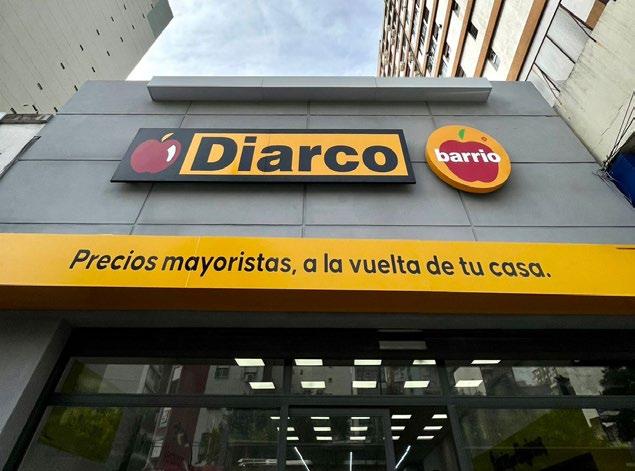 Diarco
barrio
Precios mayoristas, a la vuelta de tu casa.